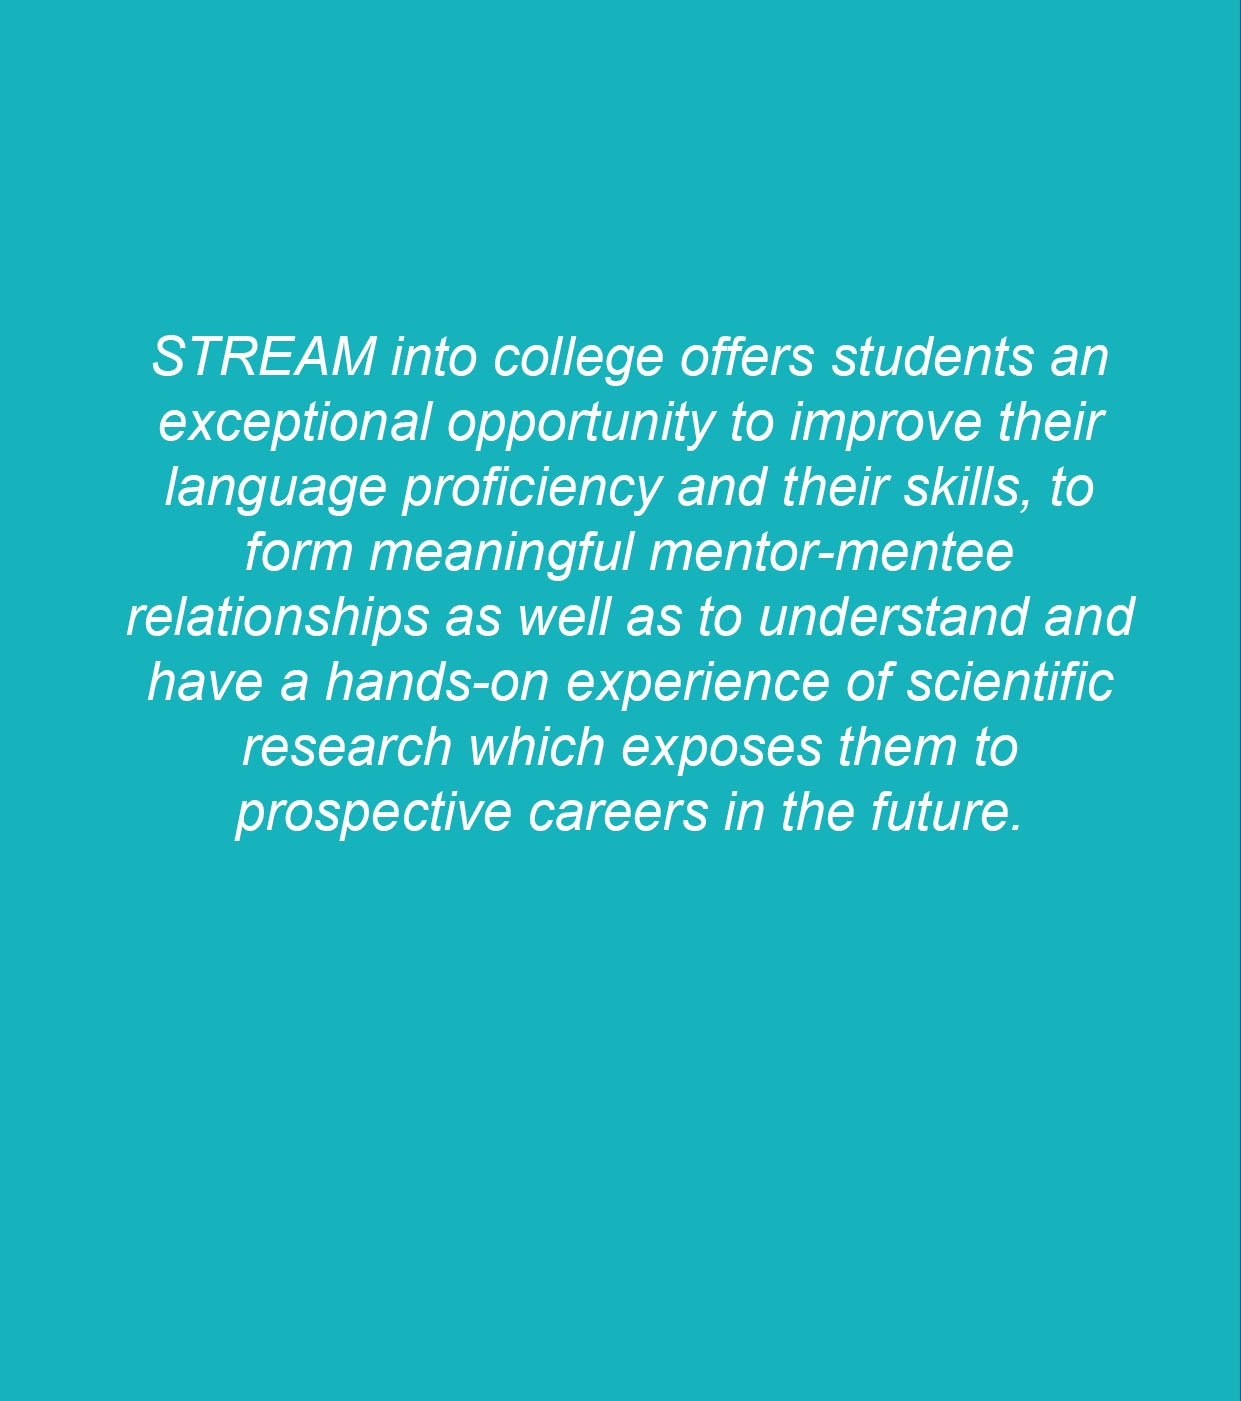 STREAM into college offers students an
exceptional opportunity to improve their
language proficiency and their skills, to
form meaningful mentor-mentee
relationships as well as to understand and
have a hands-on experience of scientific
research which exposes them to
prospective careers in the future.